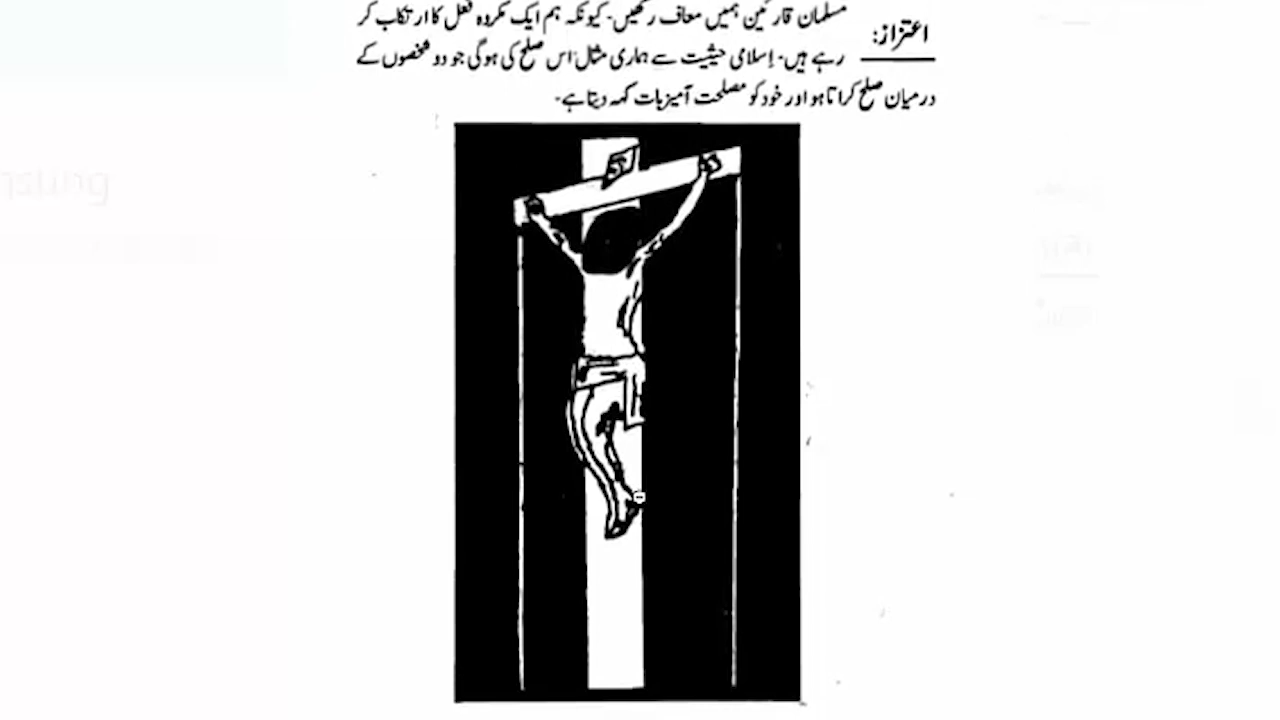 اعتزاز: مسلمان قارئین ہمیں معاف رکھیں۔ کیونکہ ہم ایک مکروہ فعل کا ارتکاب کر
رہے ہیں۔ اسلامی حیثیت سے ہماری مثال اس صلح کی ہوگی جو دو شخصوں کے
درمیان صلح کراتا ہو اور خود کو مصلحت آمیز بات کہہ دیتا ہے۔